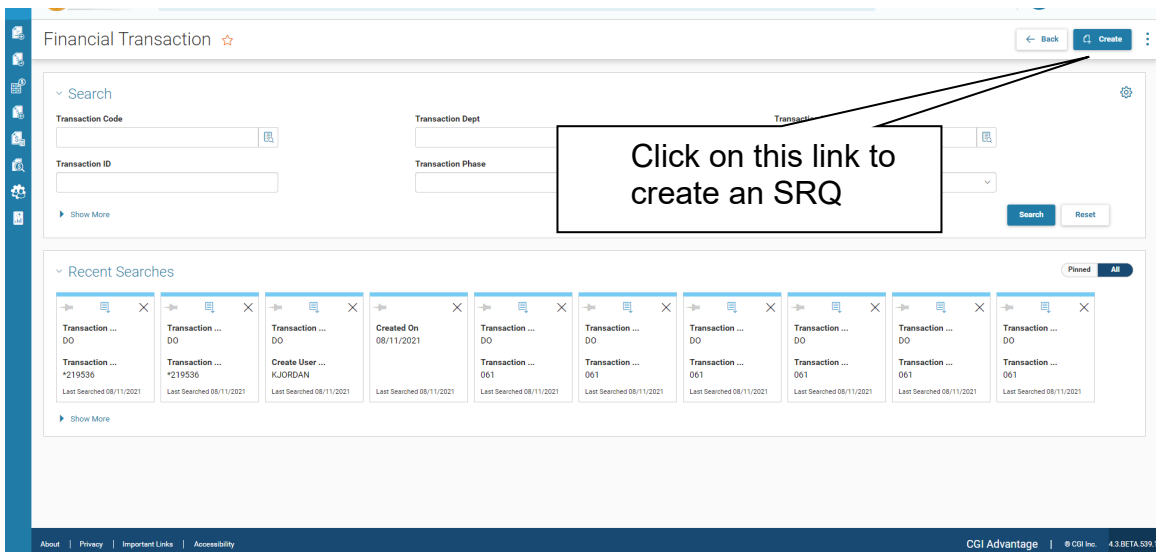 Financial Transaction
Back
Create
Search
Transaction Code
Transaction Dept
Transaction ID
Transaction Phase
Click on this link to
create an SRQ
Show More
Search
Reset
Recent Searches
Pinned
All
Transaction ... Transaction ... Transaction ... Created On Transaction ... Transaction ... Transaction ... Transaction ... Transaction ... Transaction ...
DO DO DO 08/11/2021 DO DO DO DO DO DO
Transaction ... Transaction ... Create User ... Transaction ... Transaction ... Transaction ... Transaction ... Transaction ... Transaction ...
*219536 *219536 KJORDAN 061 061 061 061 061 061
Last Searched 08/11/2021 Last Searched 08/11/2021 Last Searched 08/11/2021 Last Searched 08/11/2021 Last Searched 08/11/2021 Last Searched 08/11/2021 Last Searched 08/11/2021 Last Searched 08/11/2021 Last Searched 08/11/2021 Last Searched 08/11/2021
Show More
About | Privacy | Important Links | Accessibility
CGI Advantage | © CGI Inc. 4.3.BETA.539.